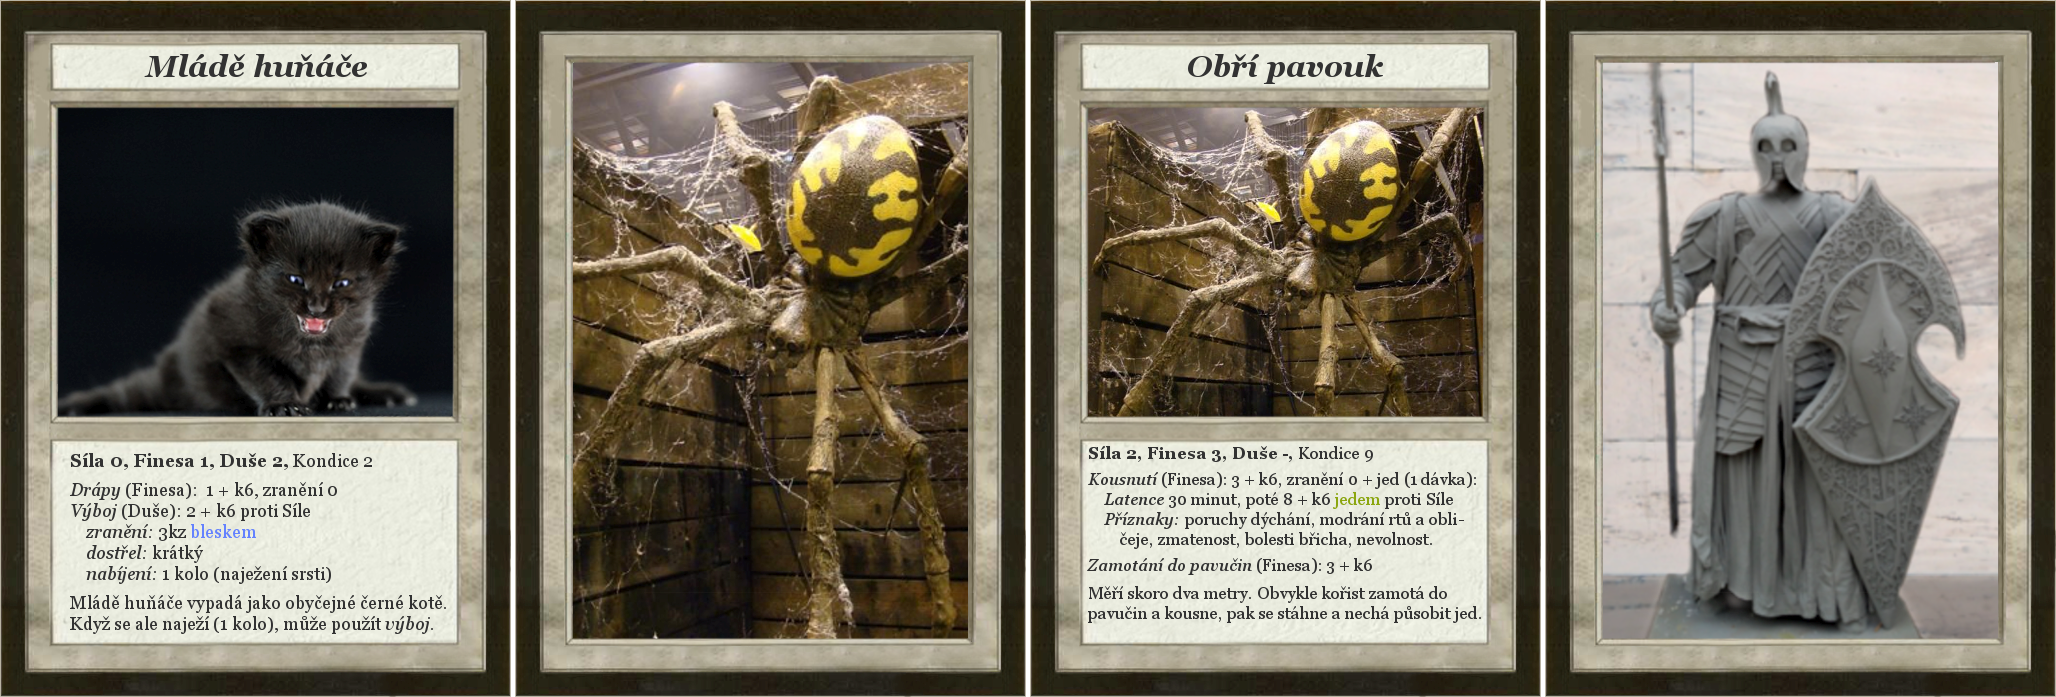 Mládě huňáče
Síla 0, Finesa 1, Duše 2, Kondice 2
Drápy (Finesa): 1 + k6, zranění 0
Výboj (Duše): 2 + k6 proti Síle
zranění: 3kz bleskem
dostřel: krátký
nabíjení: 1 kolo (naježení srsti)
Mládě huňáče vypadá jako obyčejné černé kotě.
Když se ale naježí (1 kolo), může použít výboj.
Obří pavouk
Síla 2, Finesa 3, Duše -, Kondice 9
Kousnutí (Finesa): 3 + k6, zranění 0 + jed (1 dávka):
Latence 30 minut, poté 8 + k6 jedem proti Síle
Příznaky: poruchy dýchání, modrání rtů a obli-
čeje, zmatenost, bolesti břicha, nevolnost.
Zamotání do pavučin (Finesa): 3 + k6
Měří skoro dva metry. Obvykle kořist zamotá do
pavučin a kousne, pak se stáhne a nechá působit jed.